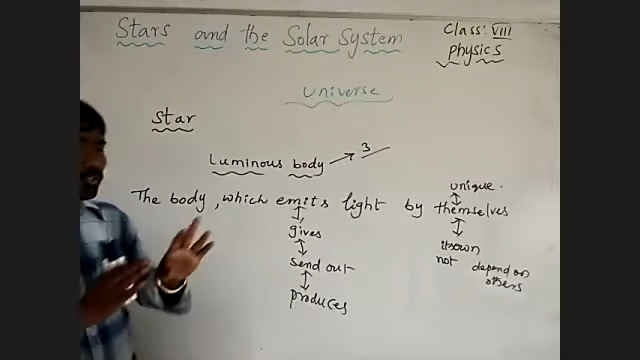 Stars and the Solar System
Class: VIII
physics
Universe
Star
Luminous body → 3
The body, which emits light by themselves
unique.
gives
send out
produces
itsown
not depend on
others